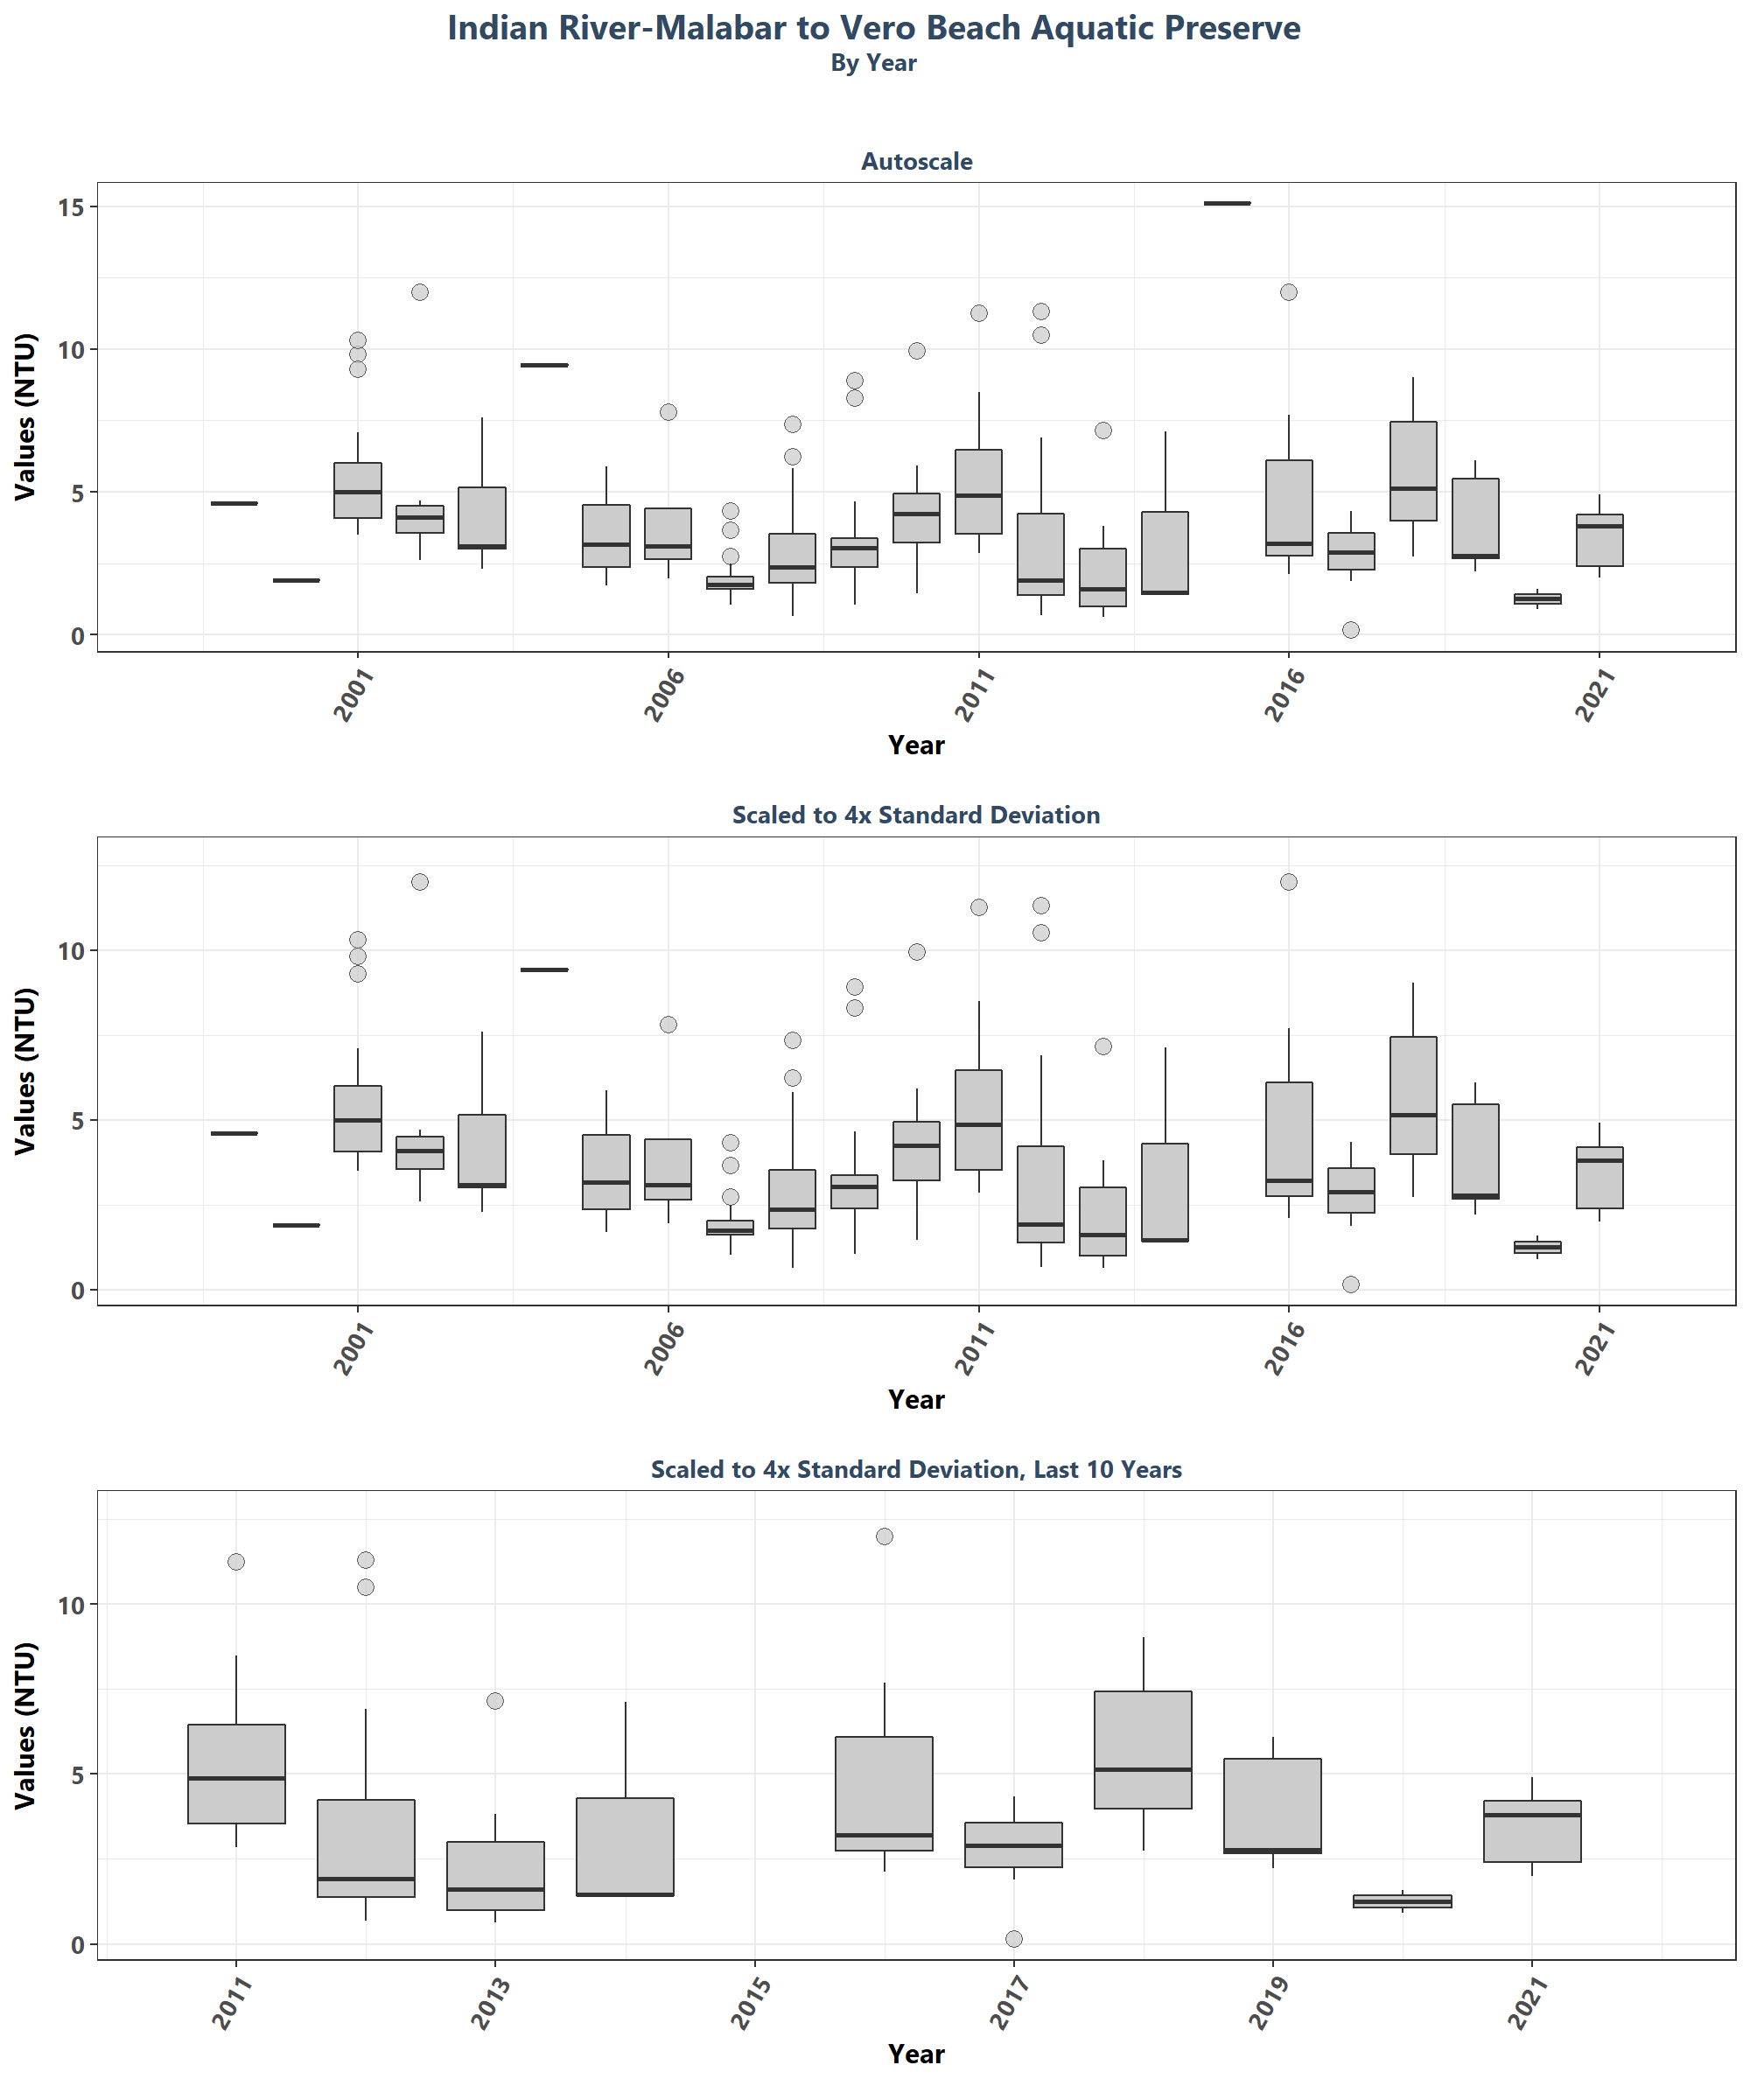 Indian River-Malabar to Vero Beach Aquatic Preserve
By Year
Autoscale
Values (NTU)
15
10
5
0
2001
2006
2011
2016
2021
Year
Scaled to 4x Standard Deviation
Values (NTU)
10
5
0
2001
2006
2011
2016
2021
Year
Scaled to 4x Standard Deviation, Last 10 Years
Values (NTU)
10
5
0
2011
2013
2015
2017
2019
2021
Year